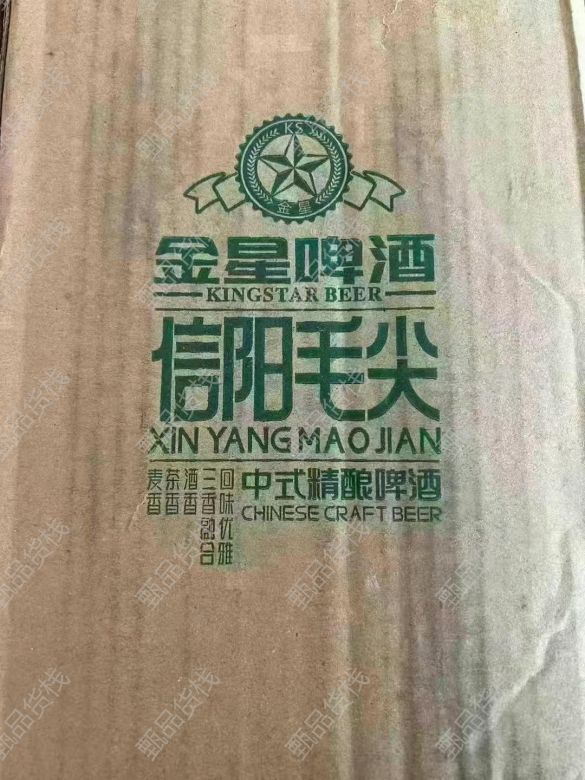 KS
金星
金星啤酒
KINGSTAR BEER
信阳毛尖
XIN YANG MAO JIAN
麦香
茶香
酒香
三香融合
回味优雅
中式精酿啤酒
CHINESE CRAFT BEER
甄品货栈